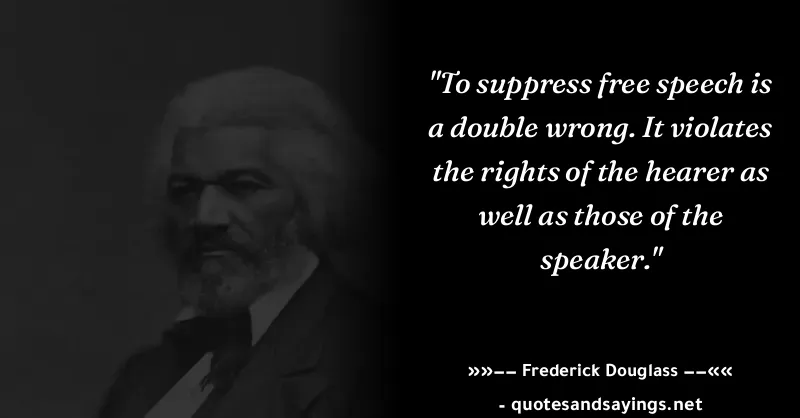 "To suppress free speech is
a double wrong. It violates
the rights of the hearer as
well as those of the
speaker."
»»–– Frederick Douglass ––««
- quotesandsayings.net